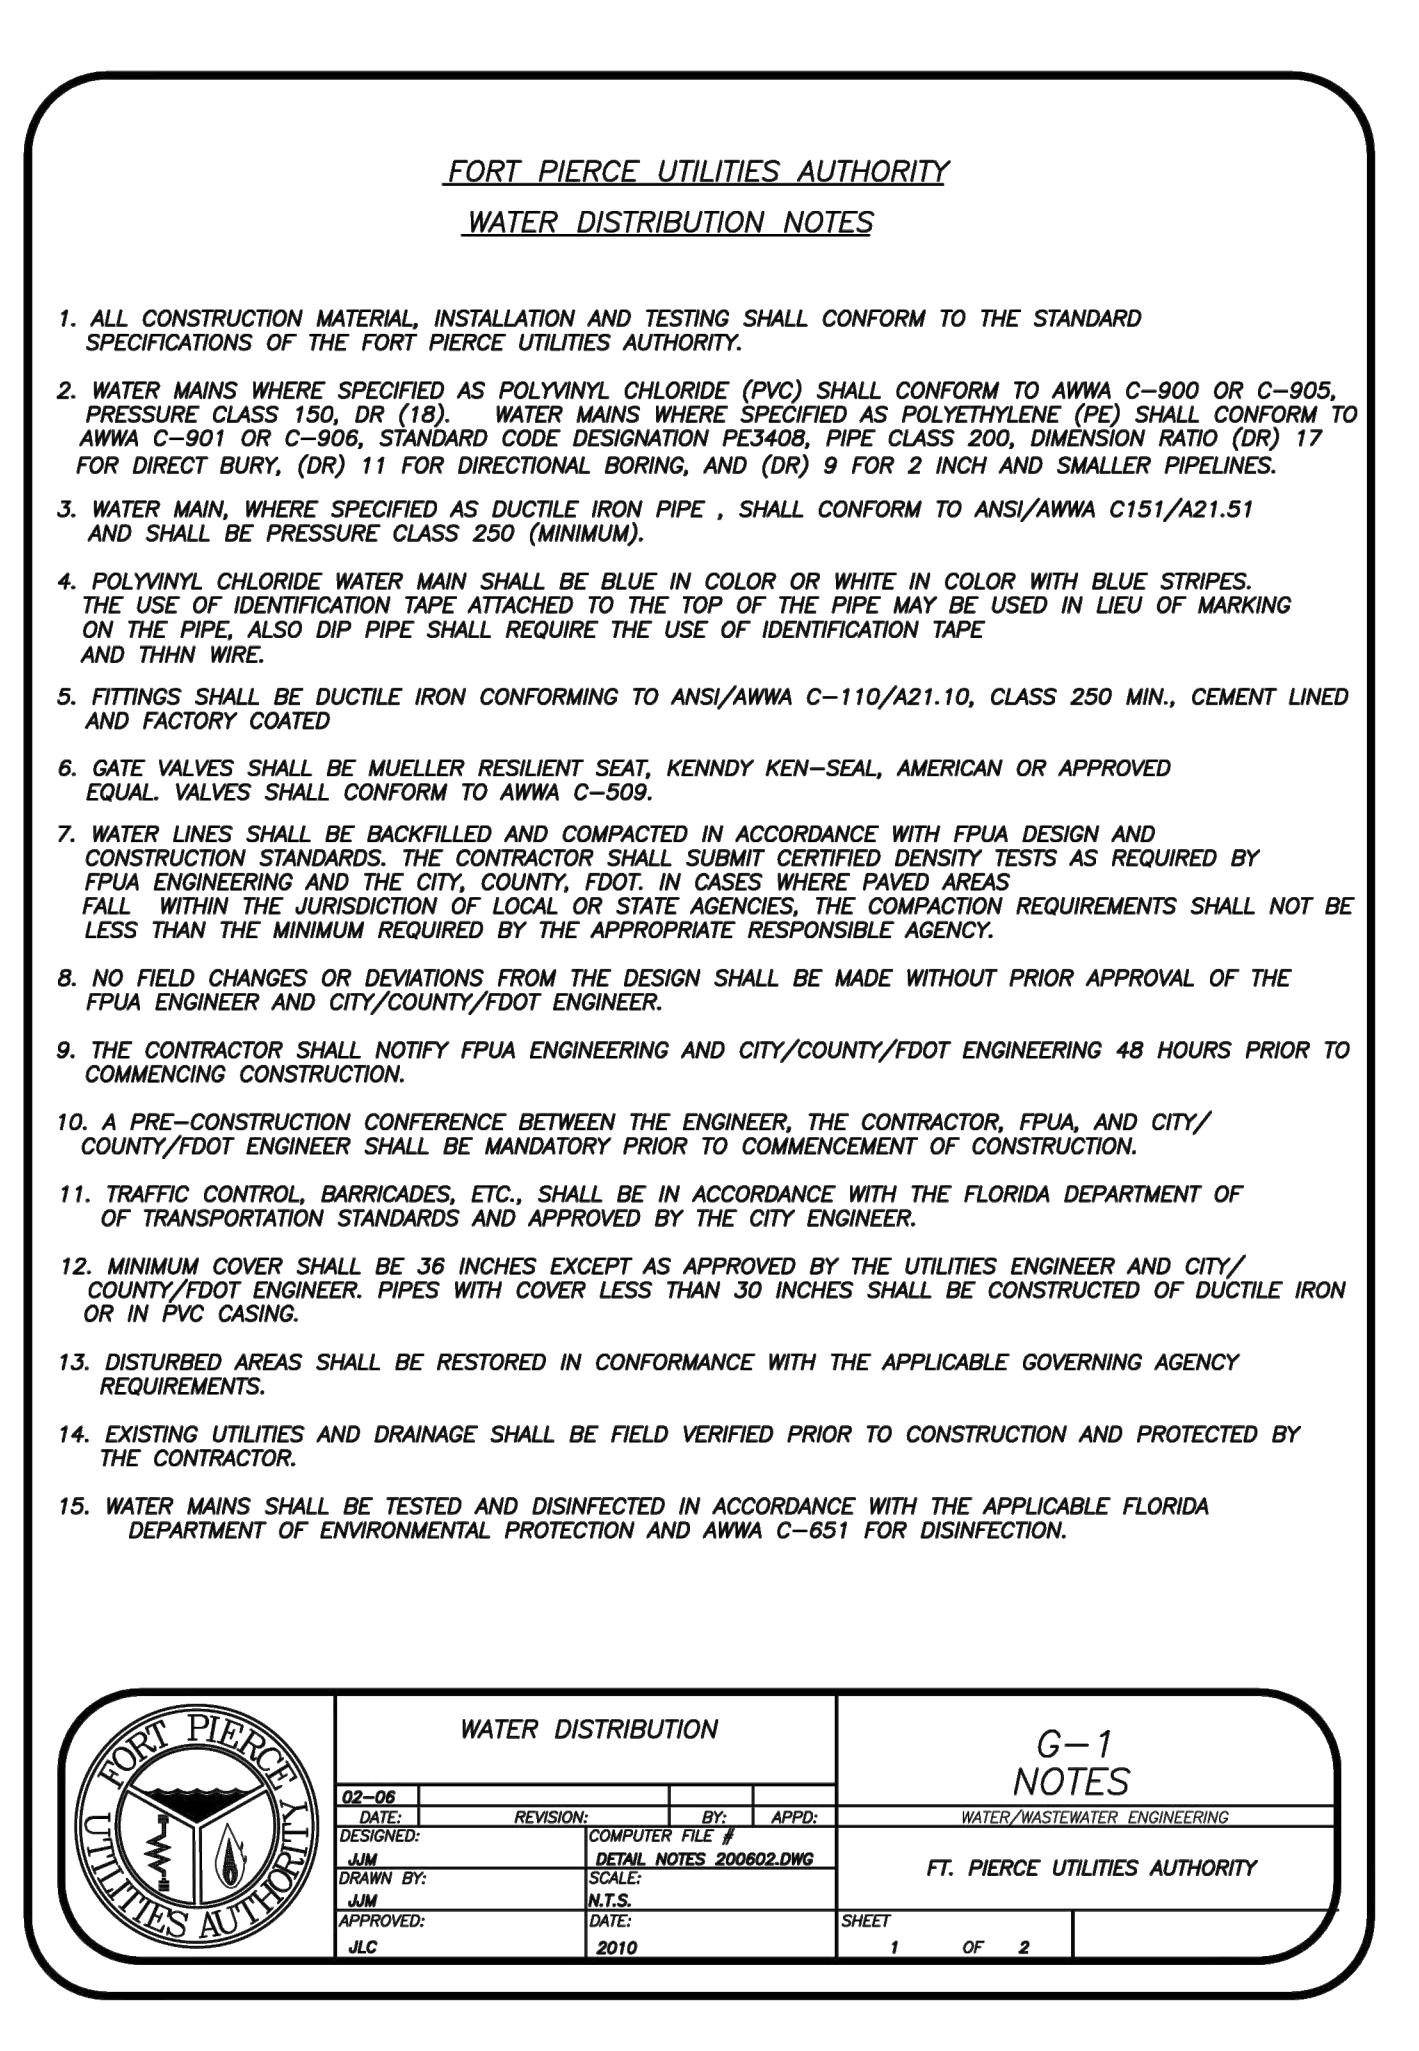 FORT PIERCE UTILITIES AUTHORITY
WATER DISTRIBUTION NOTES
1. ALL CONSTRUCTION MATERIAL, INSTALLATION AND TESTING SHALL CONFORM TO THE STANDARD
SPECIFICATIONS OF THE FORT PIERCE UTILITIES AUTHORITY.
2. WATER MAINS WHERE SPECIFIED AS POLYVINYL CHLORIDE (PVC) SHALL CONFORM TO AWWA C-900 OR C-905,
PRESSURE CLASS 150, DR (18). WATER MAINS WHERE SPECIFIED AS POLYETHYLENE (PE) SHALL CONFORM TO
AWWA C-901 OR C-906, STANDARD CODE DESIGNATION PE3408, PIPE CLASS 200, DIMENSION RATIO (DR) 17
FOR DIRECT BURY, (DR) 11 FOR DIRECTIONAL BORING, AND (DR) 9 FOR 2 INCH AND SMALLER PIPELINES.
3. WATER MAIN, WHERE SPECIFIED AS DUCTILE IRON PIPE , SHALL CONFORM TO ANSI/AWWA C151/A21.51
AND SHALL BE PRESSURE CLASS 250 (MINIMUM).
4. POLYVINYL CHLORIDE WATER MAIN SHALL BE BLUE IN COLOR OR WHITE IN COLOR WITH BLUE STRIPES.
THE USE OF IDENTIFICATION TAPE ATTACHED TO THE TOP OF THE PIPE MAY BE USED IN LIEU OF MARKING
ON THE PIPE, ALSO DIP PIPE SHALL REQUIRE THE USE OF IDENTIFICATION TAPE
AND THHN WIRE.
5. FITTINGS SHALL BE DUCTILE IRON CONFORMING TO ANSI/AWWA C-110/A21.10, CLASS 250 MIN., CEMENT LINED
AND FACTORY COATED
6. GATE VALVES SHALL BE MUELLER RESILIENT SEAT, KENNDY KEN-SEAL, AMERICAN OR APPROVED
EQUAL. VALVES SHALL CONFORM TO AWWA C-509.
7. WATER LINES SHALL BE BACKFILLED AND COMPACTED IN ACCORDANCE WITH FPUA DESIGN AND
CONSTRUCTION STANDARDS. THE CONTRACTOR SHALL SUBMIT CERTIFIED DENSITY TESTS AS REQUIRED BY
FPUA ENGINEERING AND THE CITY, COUNTY, FDOT. IN CASES WHERE PAVED AREAS
FALL WITHIN THE JURISDICTION OF LOCAL OR STATE AGENCIES, THE COMPACTION REQUIREMENTS SHALL NOT BE
LESS THAN THE MINIMUM REQUIRED BY THE APPROPRIATE RESPONSIBLE AGENCY.
8. NO FIELD CHANGES OR DEVIATIONS FROM THE DESIGN SHALL BE MADE WITHOUT PRIOR APPROVAL OF THE
FPUA ENGINEER AND CITY/COUNTY/FDOT ENGINEER.
9. THE CONTRACTOR SHALL NOTIFY FPUA ENGINEERING AND CITY/COUNTY/FDOT ENGINEERING 48 HOURS PRIOR TO
COMMENCING CONSTRUCTION.
10. A PRE-CONSTRUCTION CONFERENCE BETWEEN THE ENGINEER, THE CONTRACTOR, FPUA, AND CITY/
COUNTY/FDOT ENGINEER SHALL BE MANDATORY PRIOR TO COMMENCEMENT OF CONSTRUCTION.
11. TRAFFIC CONTROL, BARRICADES, ETC., SHALL BE IN ACCORDANCE WITH THE FLORIDA DEPARTMENT OF
OF TRANSPORTATION STANDARDS AND APPROVED BY THE CITY ENGINEER.
12. MINIMUM COVER SHALL BE 36 INCHES EXCEPT AS APPROVED BY THE UTILITIES ENGINEER AND CITY/
COUNTY/FDOT ENGINEER. PIPES WITH COVER LESS THAN 30 INCHES SHALL BE CONSTRUCTED OF DUCTILE IRON
OR IN PVC CASING.
13. DISTURBED AREAS SHALL BE RESTORED IN CONFORMANCE WITH THE APPLICABLE GOVERNING AGENCY
REQUIREMENTS.
14. EXISTING UTILITIES AND DRAINAGE SHALL BE FIELD VERIFIED PRIOR TO CONSTRUCTION AND PROTECTED BY
THE CONTRACTOR.
15. WATER MAINS SHALL BE TESTED AND DISINFECTED IN ACCORDANCE WITH THE APPLICABLE FLORIDA
DEPARTMENT OF ENVIRONMENTAL PROTECTION AND AWWA C-651 FOR DISINFECTION.
FORT PIERCE
UTILITIES AUTHORITY
WATER DISTRIBUTION
02-06
DATE: REVISION: BY: APPD:
DESIGNED: COMPUTER FILE #
JJM DETAIL NOTES 200602.DWG
DRAWN BY: SCALE:
JJM N.T.S.
APPROVED: DATE:
JLC 2010
G-1
NOTES
WATER/WASTEWATER ENGINEERING
FT. PIERCE UTILITIES AUTHORITY
SHEET
1 OF 2